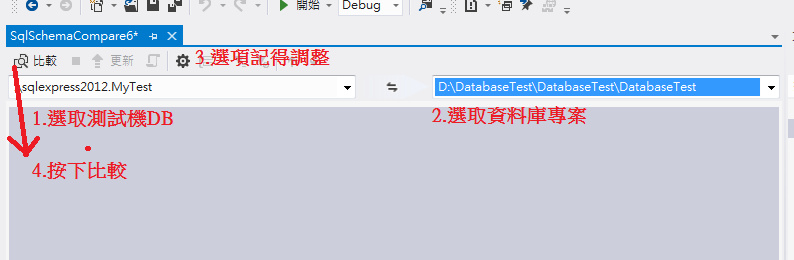 開始 Debug
SqlSchemaCompare6*
比較 更新 3.選項記得調整
sqlexpress2012.MyTest D:\DatabaseTest\DatabaseTest\DatabaseTest
1.選取測試機DB 2.選取資料庫專案
4.按下比較